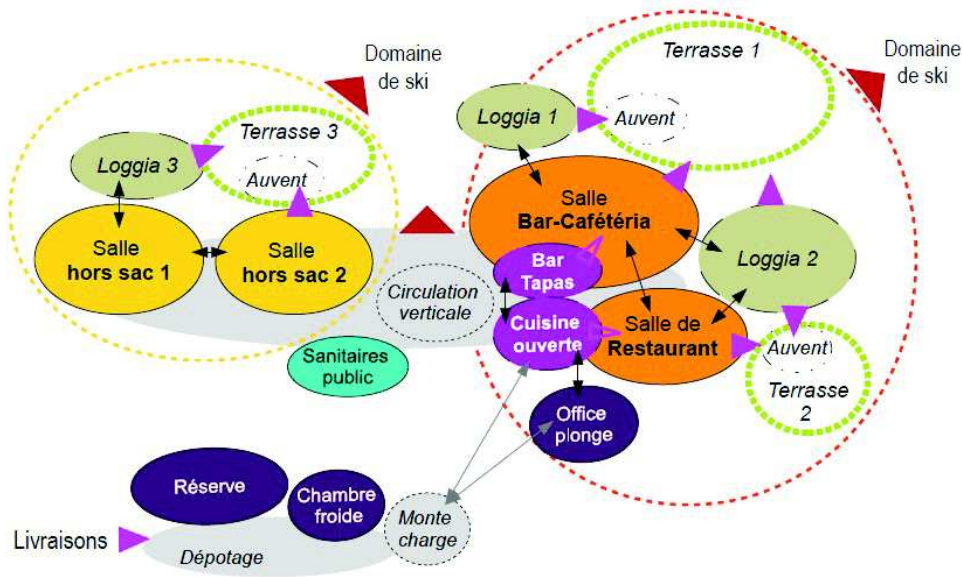 Domaine
de ski
Terrasse 1
Domaine
de ski
Loggia 1
Auvent
Terrasse 3
Loggia 3
Auvent
Salle
Bar-Cafétéria
Salle
hors sac 1
Salle
hors sac 2
Loggia 2
Bar
Tapas
Circulation
verticale
Cuisine
ouverte
Salle de
Restaurant
Auvent
Sanitaires
public
Terrasse
2
Office
plonge
Réserve
Chambre
froide
Monte
charge
Livraisons
Dépotage